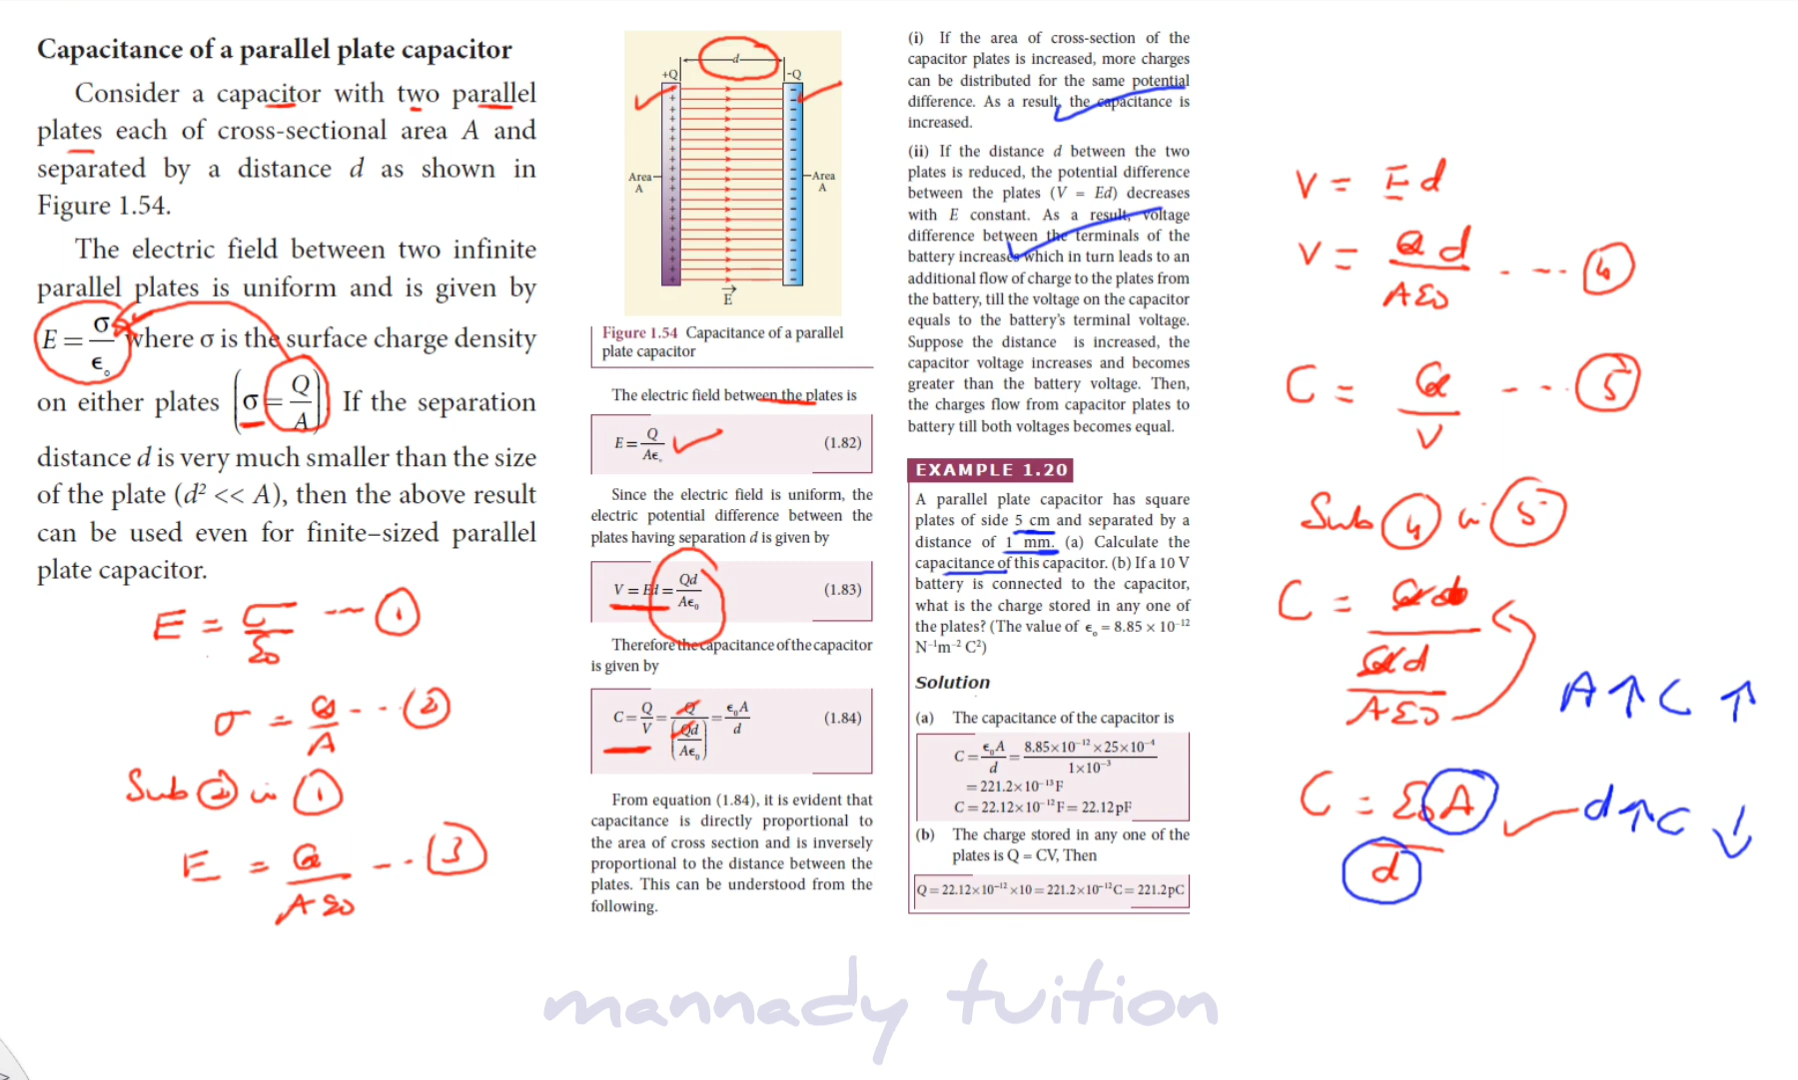 Capacitance of a parallel plate capacitor
Consider a capacitor with two parallel
plates each of cross-sectional area A and
separated by a distance d as shown in
Figure 1.54.
The electric field between two infinite
parallel plates is uniform and is given by
E = σ/ϵ₀ where σ is the surface charge density
on either plates (σ = Q/A). If the separation
distance d is very much smaller than the size
of the plate (d² << A), then the above result
can be used even for finite–sized parallel
plate capacitor.
E = σ/ε0 --- ①
σ = Q/A - - - ②
Sub ② in ①
E = Q/Aε0 - - - ③
d
+Q
-Q
Area
A
Area
A
E
Figure 1.54 Capacitance of a parallel
plate capacitor
The electric field between the plates is
E = Q/Aϵ₀ (1.82)
Since the electric field is uniform, the
electric potential difference between the
plates having separation d is given by
V = Ed = Qd/Aϵ₀ (1.83)
Therefore the capacitance of the capacitor
is given by
C = Q/V = Q/(Qd/Aϵ₀) = ϵ₀A/d (1.84)
From equation (1.84), it is evident that
capacitance is directly proportional to
the area of cross section and is inversely
proportional to the distance between the
plates. This can be understood from the
following.
(i) If the area of cross-section of the
capacitor plates is increased, more charges
can be distributed for the same potential
difference. As a result, the capacitance is
increased.
(ii) If the distance d between the two
plates is reduced, the potential difference
between the plates (V = Ed) decreases
with E constant. As a result, voltage
difference between the terminals of the
battery increases which in turn leads to an
additional flow of charge to the plates from
the battery, till the voltage on the capacitor
equals to the battery's terminal voltage.
Suppose the distance is increased, the
capacitor voltage increases and becomes
greater than the battery voltage. Then,
the charges flow from capacitor plates to
battery till both voltages becomes equal.
EXAMPLE 1.20
A parallel plate capacitor has square
plates of side 5 cm and separated by a
distance of 1 mm. (a) Calculate the
capacitance of this capacitor. (b) If a 10 V
battery is connected to the capacitor,
what is the charge stored in any one of
the plates? (The value of ϵ₀ = 8.85 × 10⁻¹²
N⁻¹m⁻² C²)
Solution
(a) The capacitance of the capacitor is
C = ϵ₀A/d = 8.85×10⁻¹²×25×10⁻⁴/1×10⁻³
= 221.2×10⁻¹³F
C = 22.12×10⁻¹²F = 22.12pF
(b) The charge stored in any one of the
plates is Q = CV, Then
Q = 22.12×10⁻¹²×10 = 221.2×10⁻¹²C = 221.2pC
V = Ed
V = Qd/Aε0 - --- ④
C = Q/V - - - - ⑤
Sub ④ in ⑤
C = Q/(Qd/Aε0)
A↑ C↑
C = ε0A/d
d↑ C↓
mannady tuition